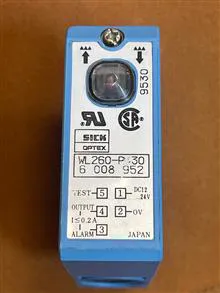 9530
SICK
OPTEX
WL260-P430
6 008 952
TEST 5 1 DC12
24V
OUTPUT 4 2 0V
I≤0.2A
ALARM 3 JAPAN